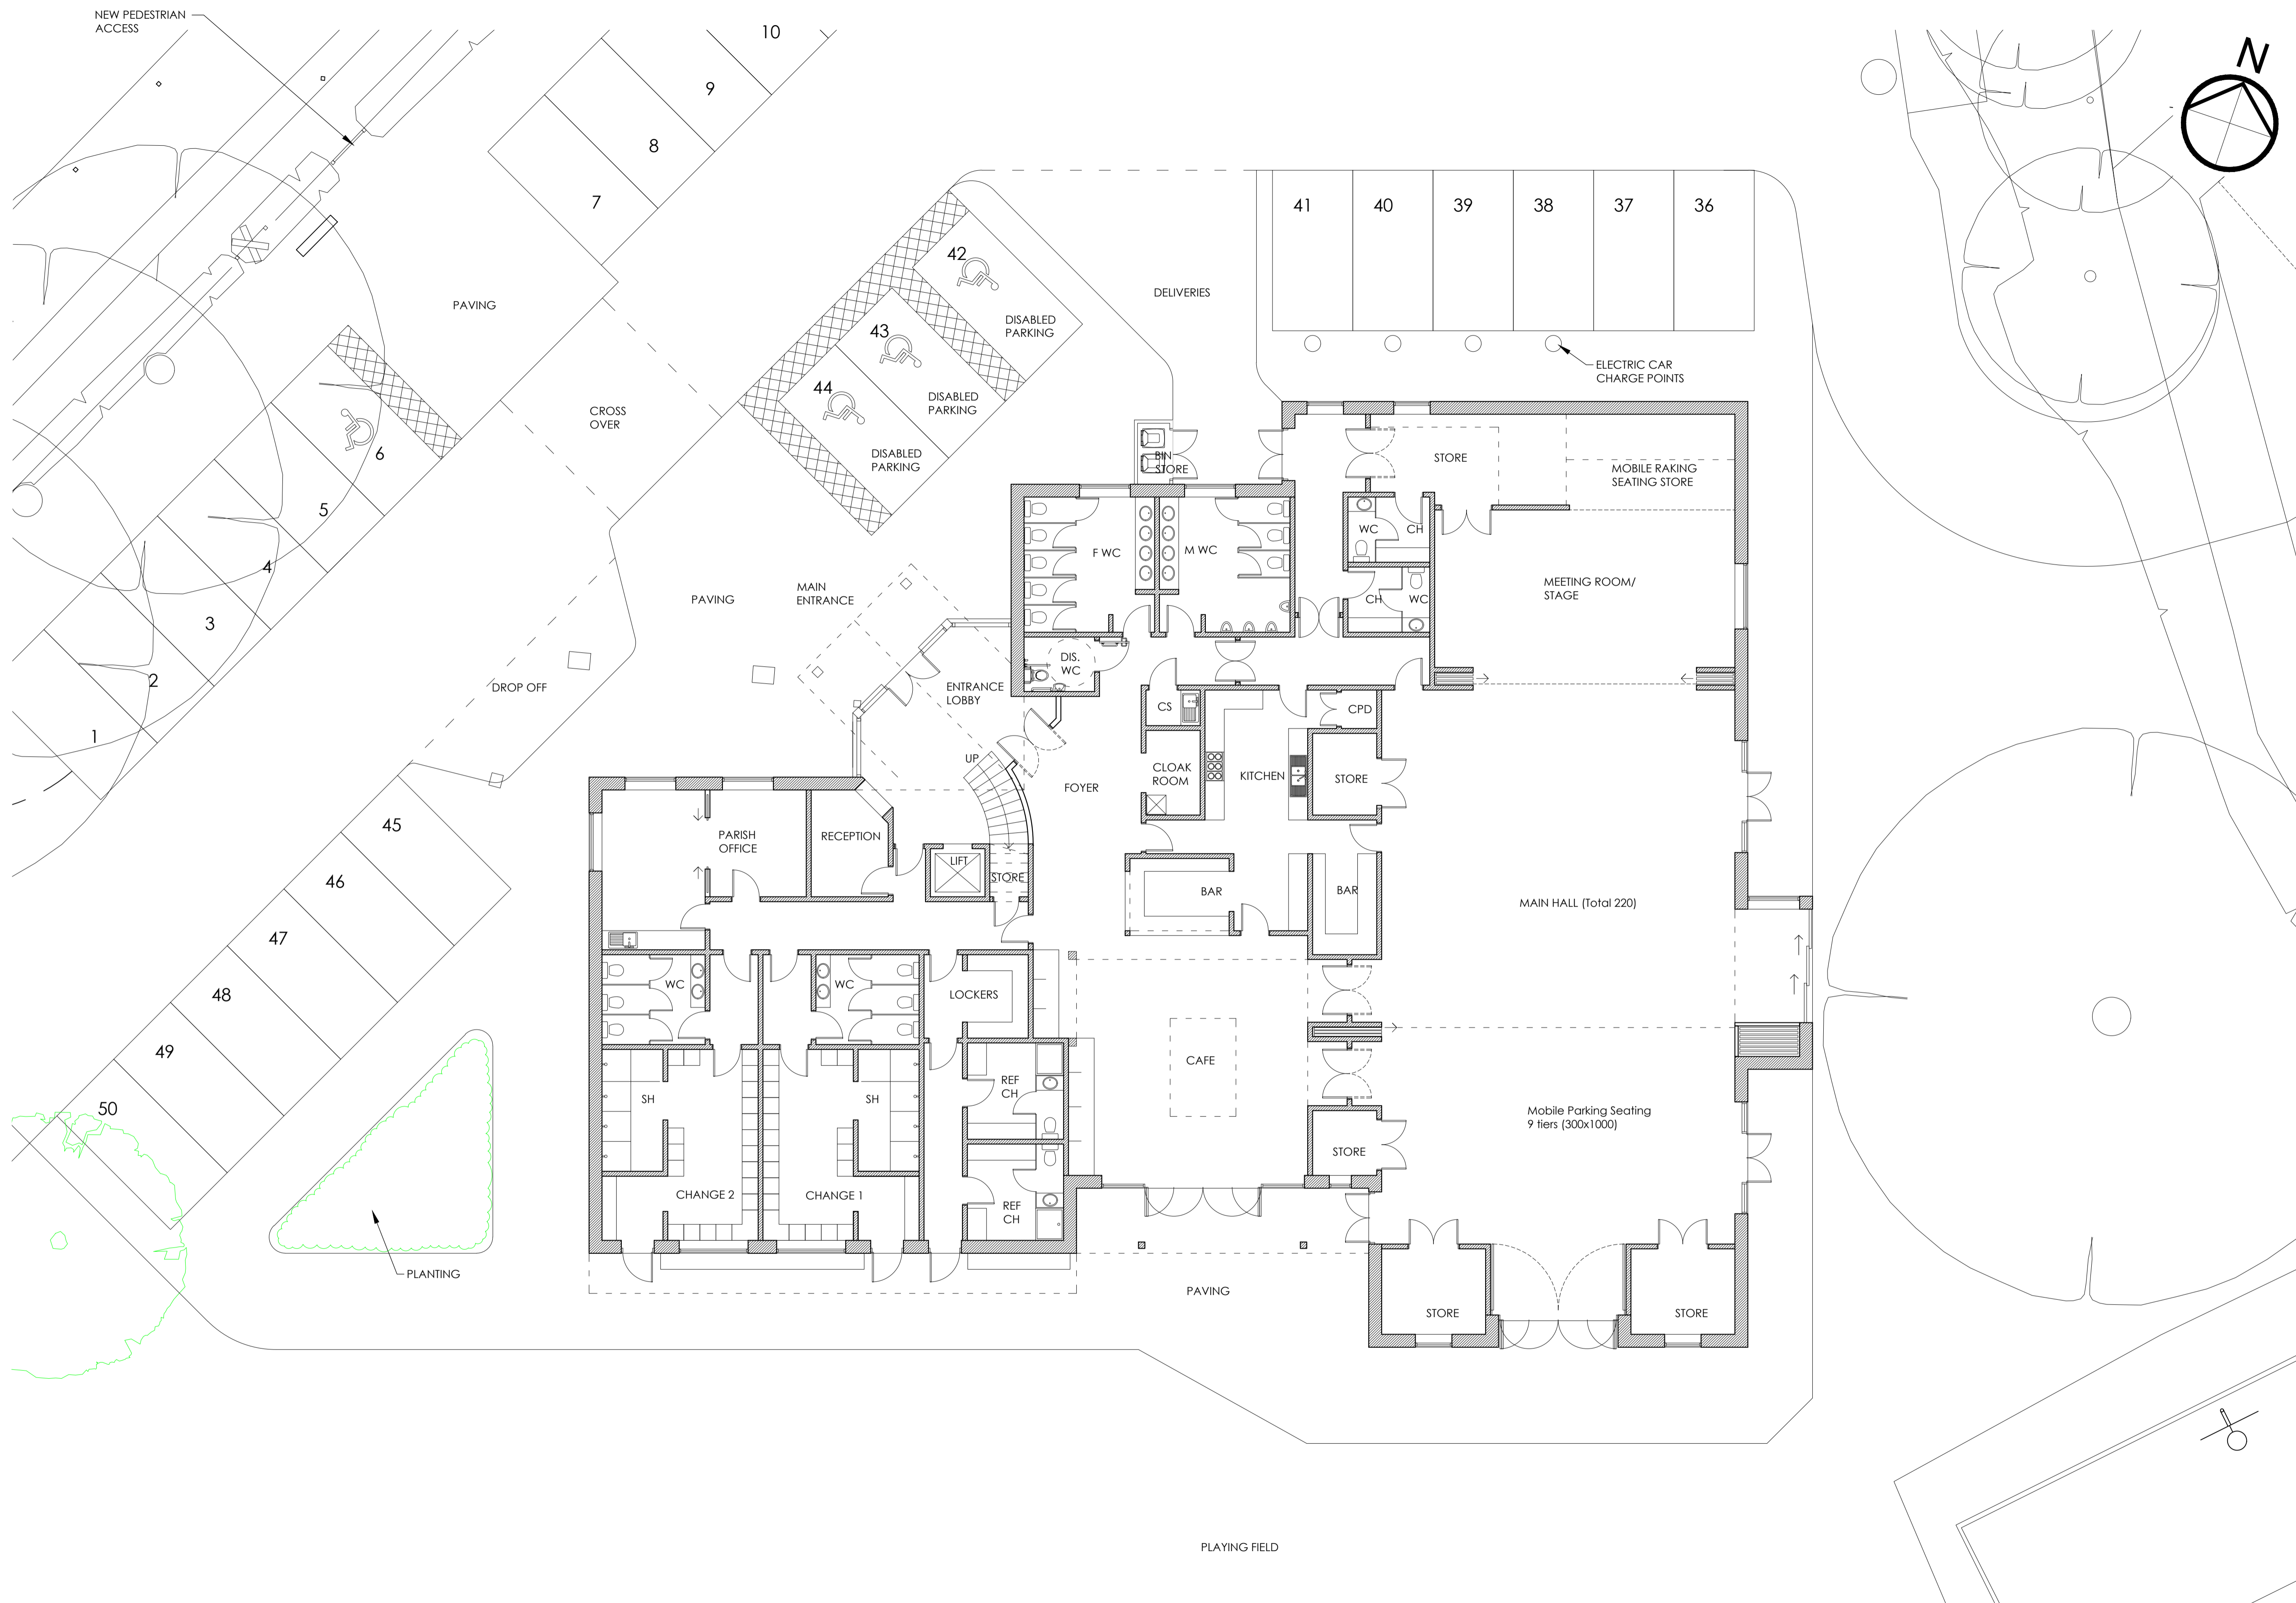 NEW PEDESTRIAN
ACCESS
10
9
8
7
N
41
40
39
38
37
36
42
43
44
DELIVERIES
PAVING
DISABLED
PARKING
DISABLED
PARKING
DISABLED
PARKING
ELECTRIC CAR
CHARGE POINTS
CROSS
OVER
6
5
4
3
2
1
BIN
STORE
STORE
MOBILE RAKING
SEATING STORE
WC
CH
F WC
M WC
MEETING ROOM/
STAGE
MAIN
ENTRANCE
PAVING
CH
WC
DIS.
WC
DROP OFF
ENTRANCE
LOBBY
CS
CPD
UP
FOYER
CLOAK
ROOM
KITCHEN
STORE
45
PARISH
OFFICE
RECEPTION
LIFT
STORE
46
BAR
BAR
MAIN HALL (Total 220)
47
WC
WC
LOCKERS
48
49
CAFE
50
SH
SH
REF
CH
Mobile Parking Seating
9 tiers (300x1000)
STORE
CHANGE 2
CHANGE 1
REF
CH
PLANTING
PAVING
STORE
STORE
PLAYING FIELD